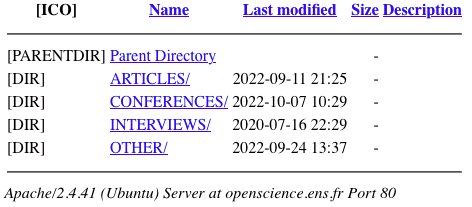 [ICO] Name Last modified Size Description
[PARENTDIR] Parent Directory -
[DIR] ARTICLES/ 2022-09-11 21:25 -
[DIR] CONFERENCES/ 2022-10-07 10:29 -
[DIR] INTERVIEWS/ 2020-07-16 22:29 -
[DIR] OTHER/ 2022-09-24 13:37 -
Apache/2.4.41 (Ubuntu) Server at openscience.ens.fr Port 80